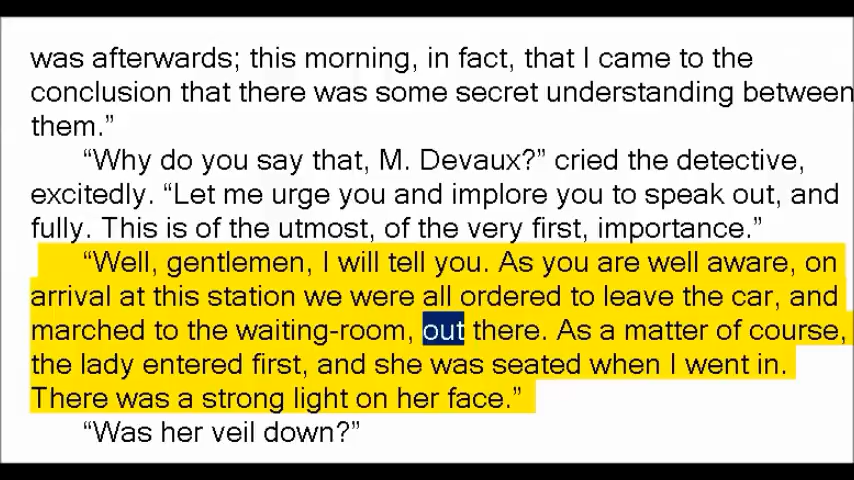 was afterwards; this morning, in fact, that I came to the
conclusion that there was some secret understanding between
them.”
“Why do you say that, M. Devaux?” cried the detective,
excitedly. “Let me urge you and implore you to speak out, and
fully. This is of the utmost, of the very first, importance.”
“Well, gentlemen, I will tell you. As you are well aware, on
arrival at this station we were all ordered to leave the car, and
marched to the waiting-room, out there. As a matter of course,
the lady entered first, and she was seated when I went in.
There was a strong light on her face.”
“Was her veil down?”